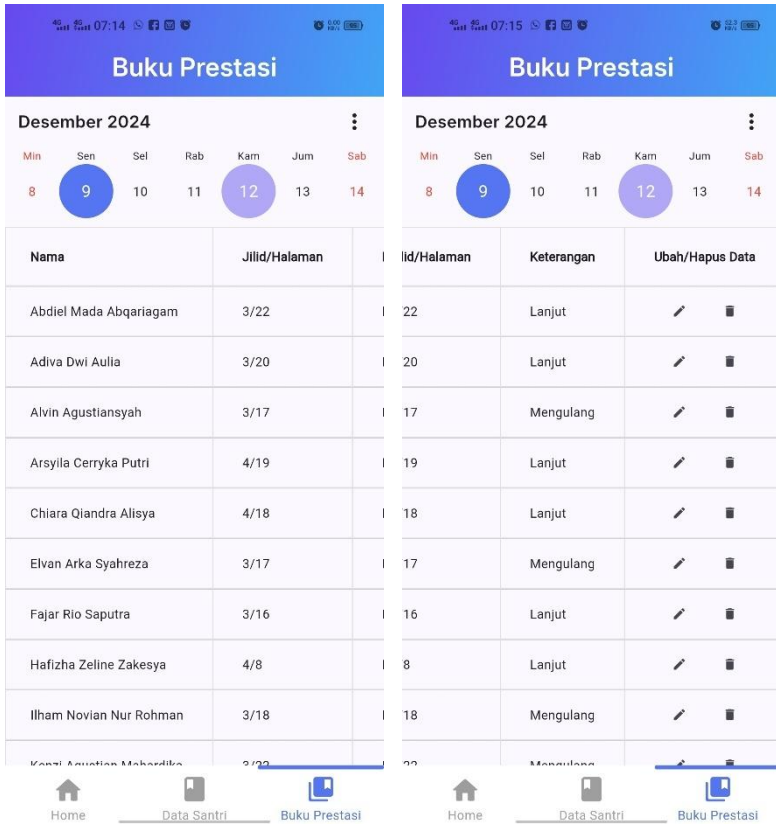 07:14
Buku Prestasi
Desember 2024
Min Sen Sel Rab Kam Jum Sab
8 9 10 11 12 13 14
Nama Jilid/Halaman
Abdiel Mada Abqariagam 3/22
Adiva Dwi Aulia 3/20
Alvin Agustiansyah 3/17
Arsyila Cerryka Putri 4/19
Chiara Qiandra Alisya 4/18
Elvan Arka Syahreza 3/17
Fajar Rio Saputra 3/16
Hafizha Zeline Zakesya 4/8
Ilham Novian Nur Rohman 3/18
Home Data Santri Buku Prestasi
07:15
Buku Prestasi
Desember 2024
Min Sen Sel Rab Kam Jum Sab
8 9 10 11 12 13 14
lid/Halaman Keterangan Ubah/Hapus Data
22 Lanjut
20 Lanjut
17 Mengulang
19 Lanjut
18 Lanjut
17 Mengulang
16 Lanjut
8 Lanjut
18 Mengulang
Home Data Santri Buku Prestasi